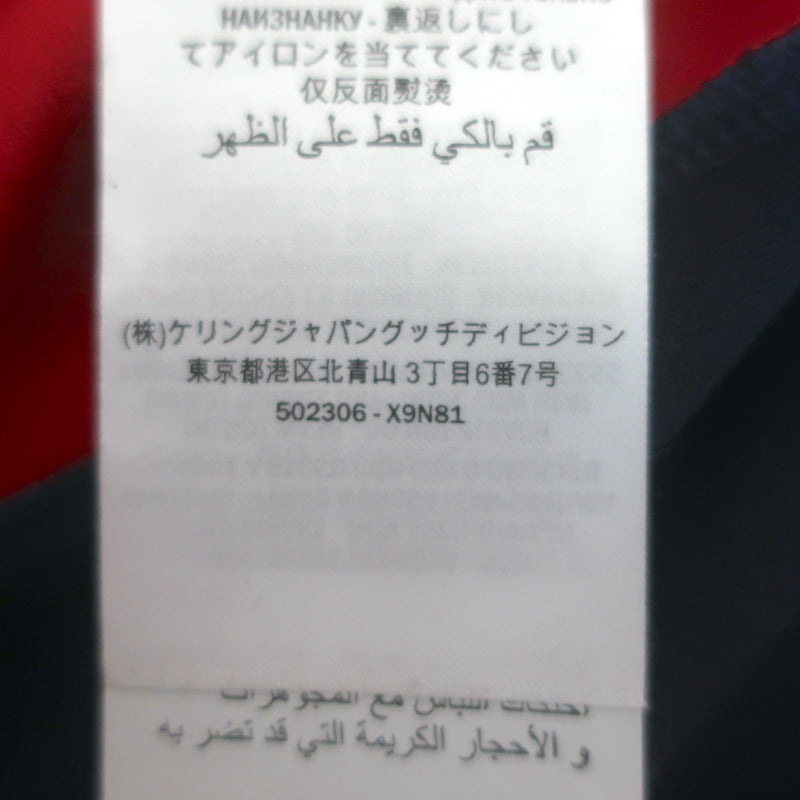 НАИЗНАНКУ - 裏返しにし
てアイロンを当ててください
仅反面熨烫
قم بالكي فقط على الظهر
(株)ケリングジャパングッチディビジョン
東京都港区北青山 3丁目6番7号
502306 - X9N81
اللباس مع المجوهرات
و الأحجار الكريمة التي قد تضر به